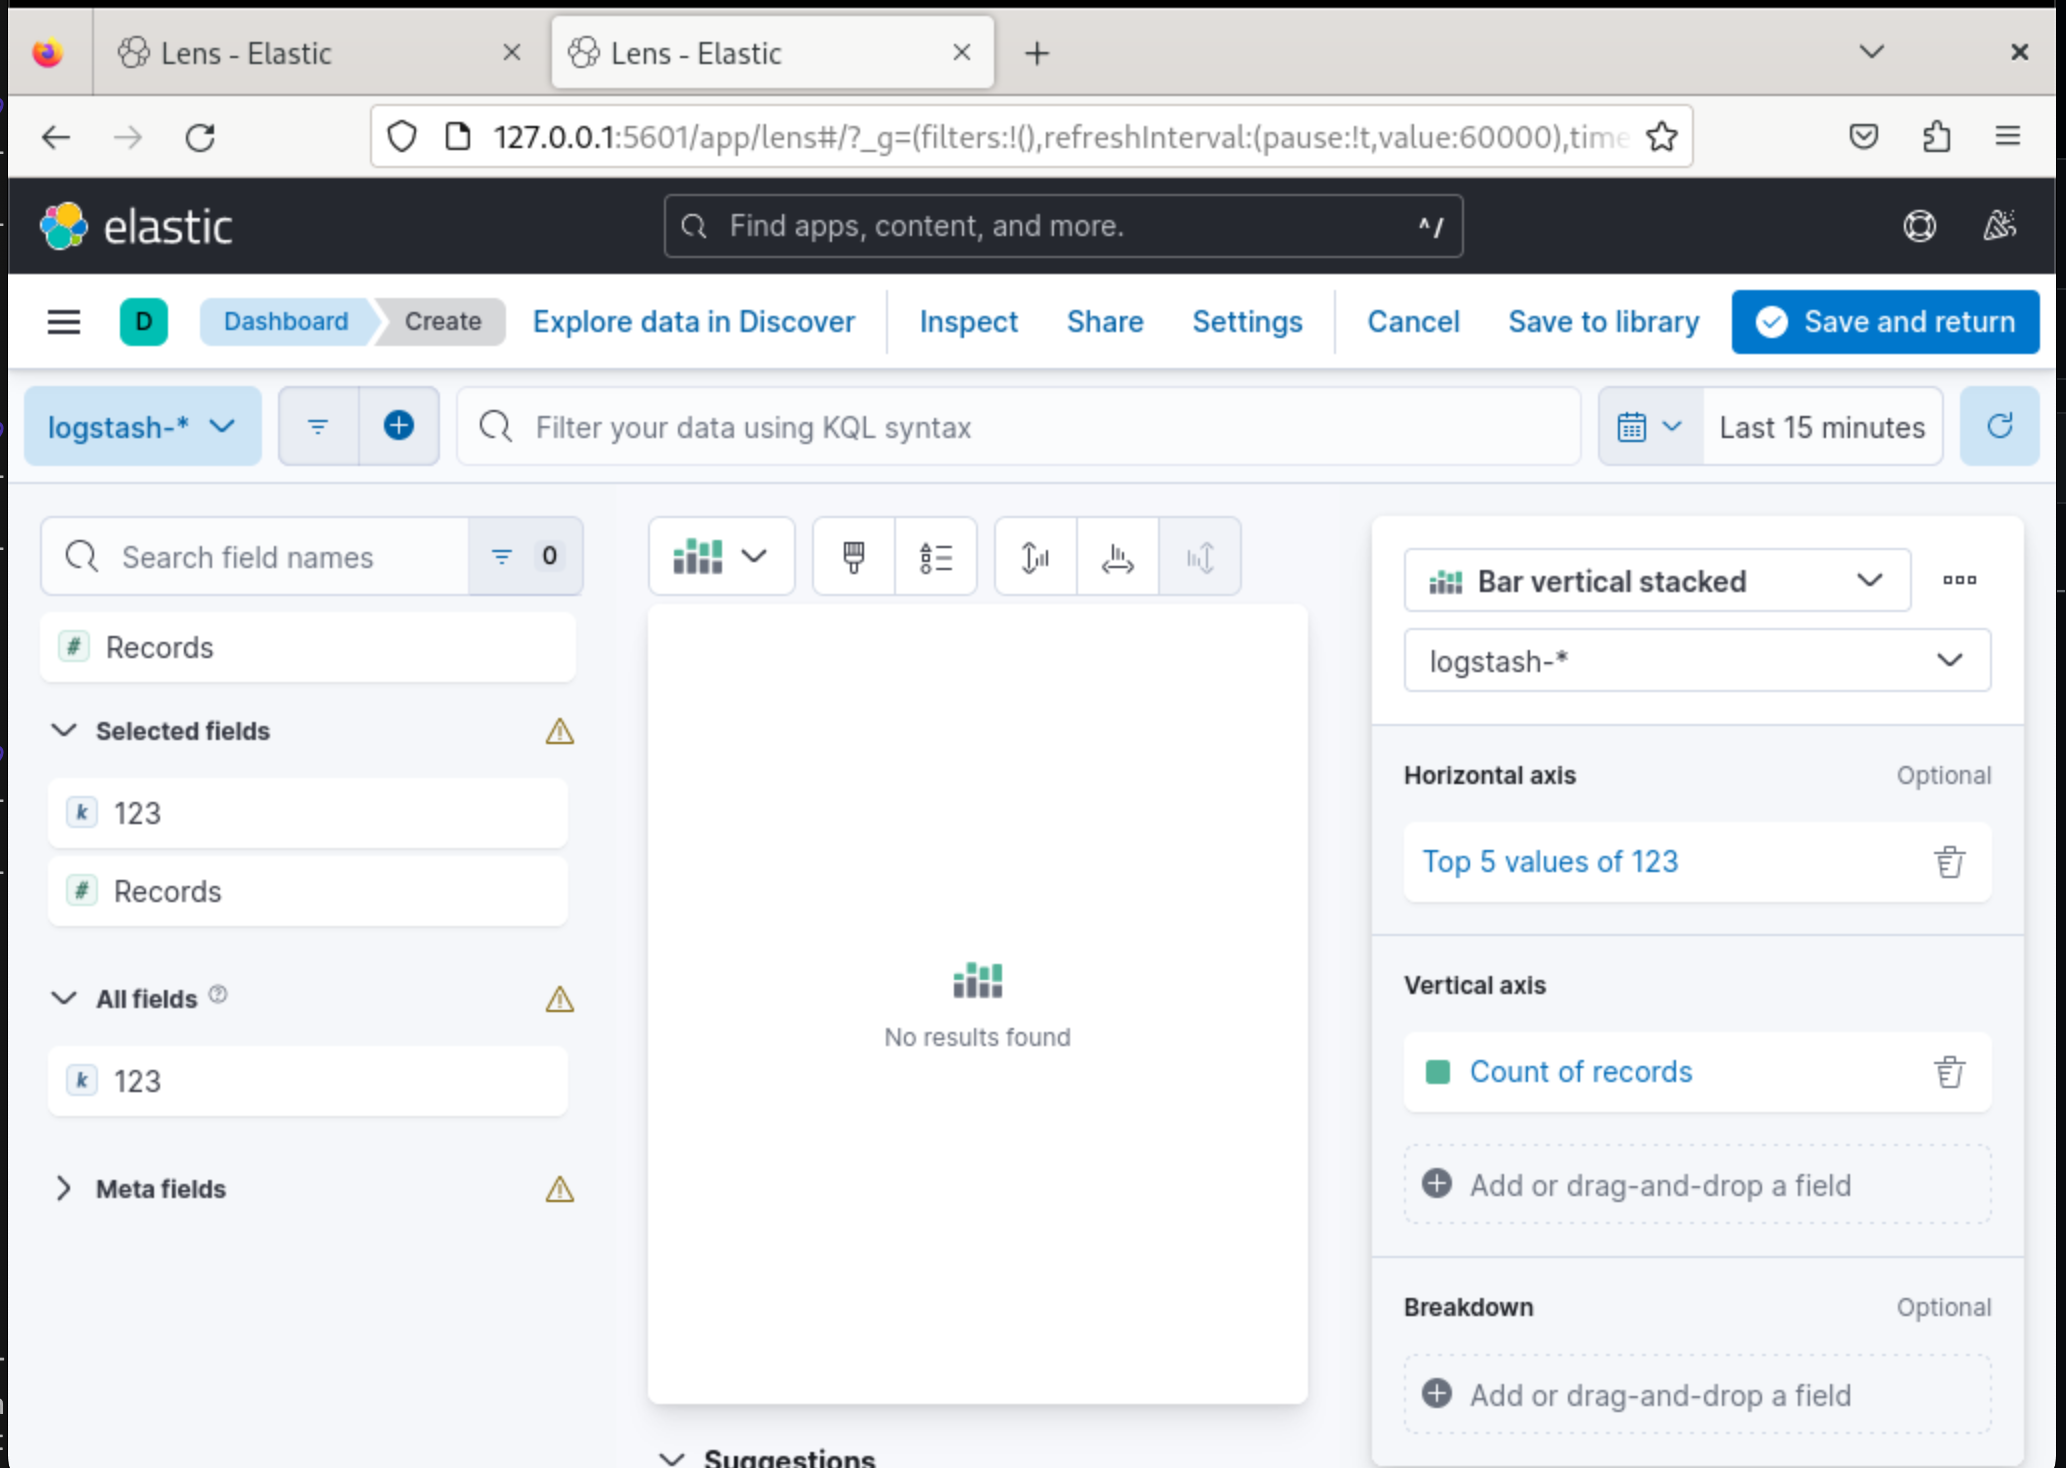 Lens - Elastic
Lens - Elastic
127.0.0.1:5601/app/lens#/?_g=(filters:!(),refreshInterval:(pause:!t,value:60000),time
elastic
Find apps, content, and more.
^/
D
Dashboard
Create
Explore data in Discover
Inspect
Share
Settings
Cancel
Save to library
Save and return
logstash-*
Filter your data using KQL syntax
Last 15 minutes
Search field names
0
# Records
Selected fields
k 123
# Records
All fields
k 123
Meta fields
No results found
Suggestions
Bar vertical stacked
logstash-*
Horizontal axis
Optional
Top 5 values of 123
Vertical axis
Count of records
Add or drag-and-drop a field
Breakdown
Optional
Add or drag-and-drop a field